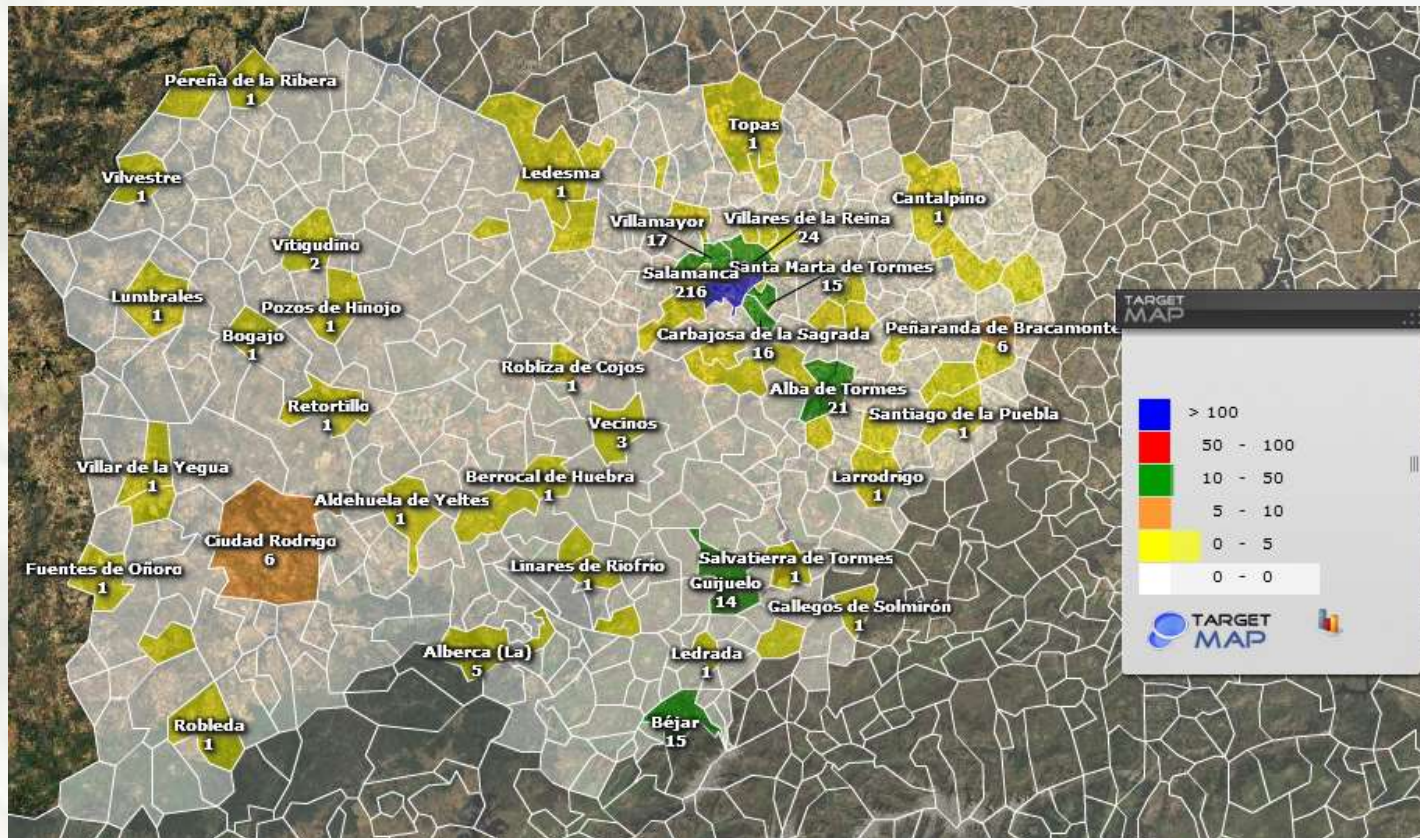 Pereña de la Ribera
1
Topas
1
Vilvestre
1
Ledesma
1
Cantalpino
1
Villamayor
17
Villares de la Reina
24
Vitigudino
2
Salamanca
216
Santa Marta de Tormes
15
Lumbrales
1
Pozos de Hinojo
1
Bogajo
1
Carbajosa de la Sagrada
16
Peñaranda de Bracamonte
6
Robliza de Cojos
1
Alba de Tormes
21
Retortillo
1
Vecinos
3
Santiago de la Puebla
1
Villar de la Yegua
1
Berrocal de Huebra
1
Larrodrigo
1
Aldehuela de Yeltes
1
Ciudad Rodrigo
6
Fuentes de Oñoro
1
Linares de Riofrío
1
Salvatierra de Tormes
1
Guijuelo
14
Gallegos de Solmirón
1
Alberca (La)
5
Ledrada
1
Robleda
1
Béjar
15
TARGET
MAP
> 100
50 - 100
10 - 50
5 - 10
0 - 5
0 - 0
TARGET
MAP